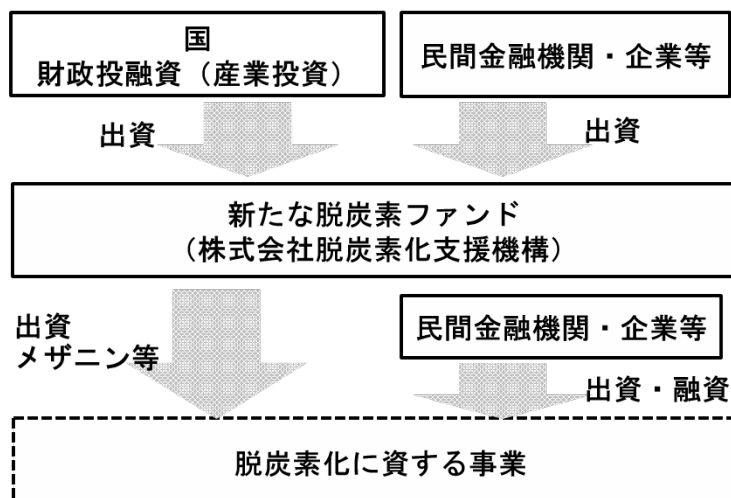 国
財政投融資（産業投資）
民間金融機関・企業等
出資
出資
新たな脱炭素ファンド
（株式会社脱炭素化支援機構）
出資
メザニン等
民間金融機関・企業等
出資・融資
脱炭素化に資する事業